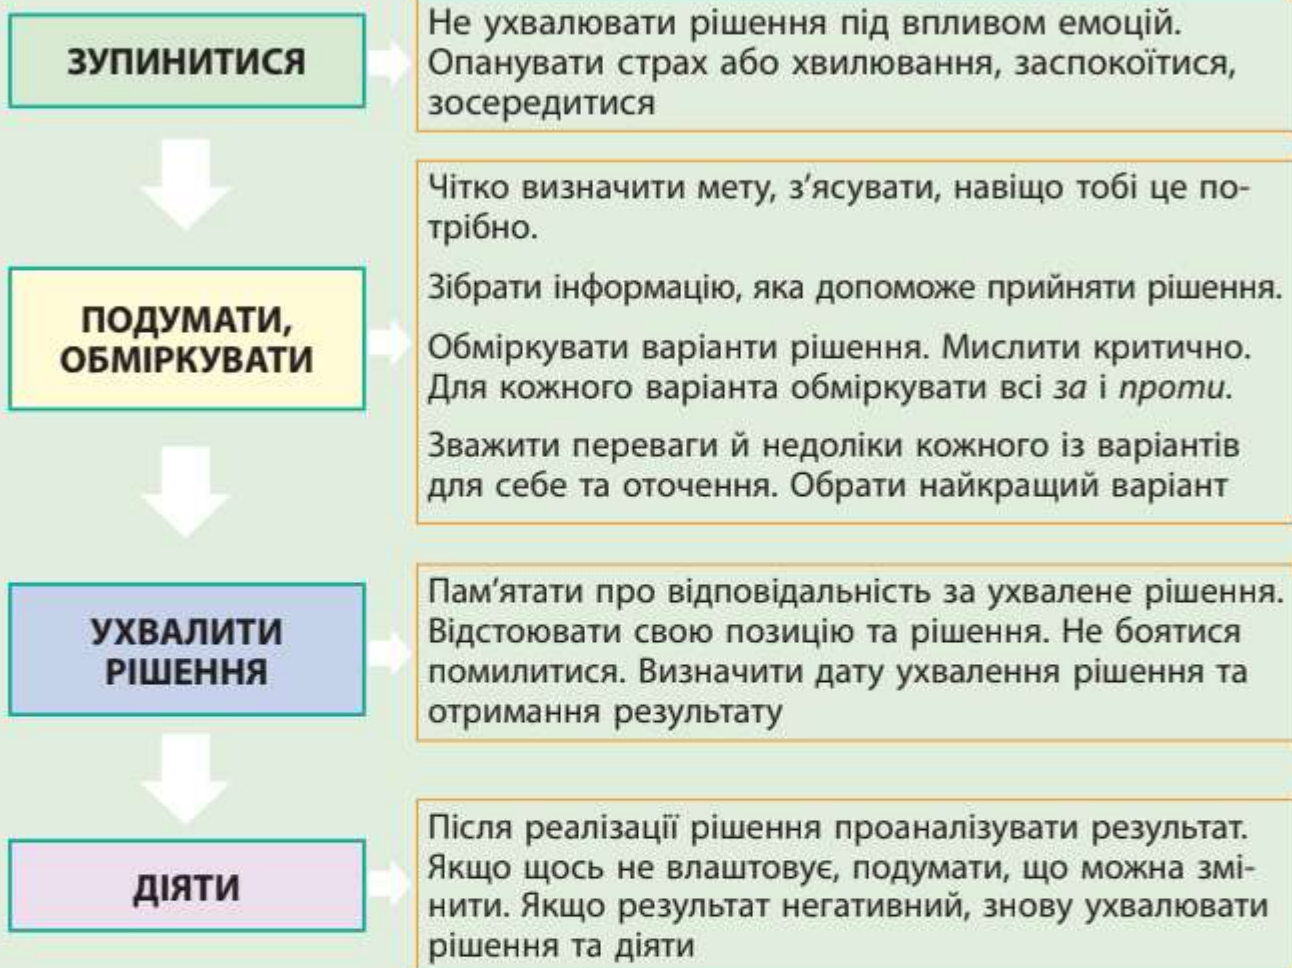 ЗУПИНИТИСЯ
Не ухвалювати рішення під впливом емоцій.
Опанувати страх або хвилювання, заспокоїтися,
зосередитися
ПОДУМАТИ,
ОБМІРКУВАТИ
Чітко визначити мету, з’ясувати, навіщо тобі це по-
трібно.
Зібрати інформацію, яка допоможе прийняти рішення.
Обміркувати варіанти рішення. Мислити критично.
Для кожного варіанта обміркувати всі за і проти.
Зважити переваги й недоліки кожного із варіантів
для себе та оточення. Обрати найкращий варіант
УХВАЛИТИ
РІШЕННЯ
Пам’ятати про відповідальність за ухвалене рішення.
Відстоювати свою позицію та рішення. Не боятися
помилитися. Визначити дату ухвалення рішення та
отримання результату
ДІЯТИ
Після реалізації рішення проаналізувати результат.
Якщо щось не влаштовує, подумати, що можна змі-
нити. Якщо результат негативний, знову ухвалювати
рішення та діяти